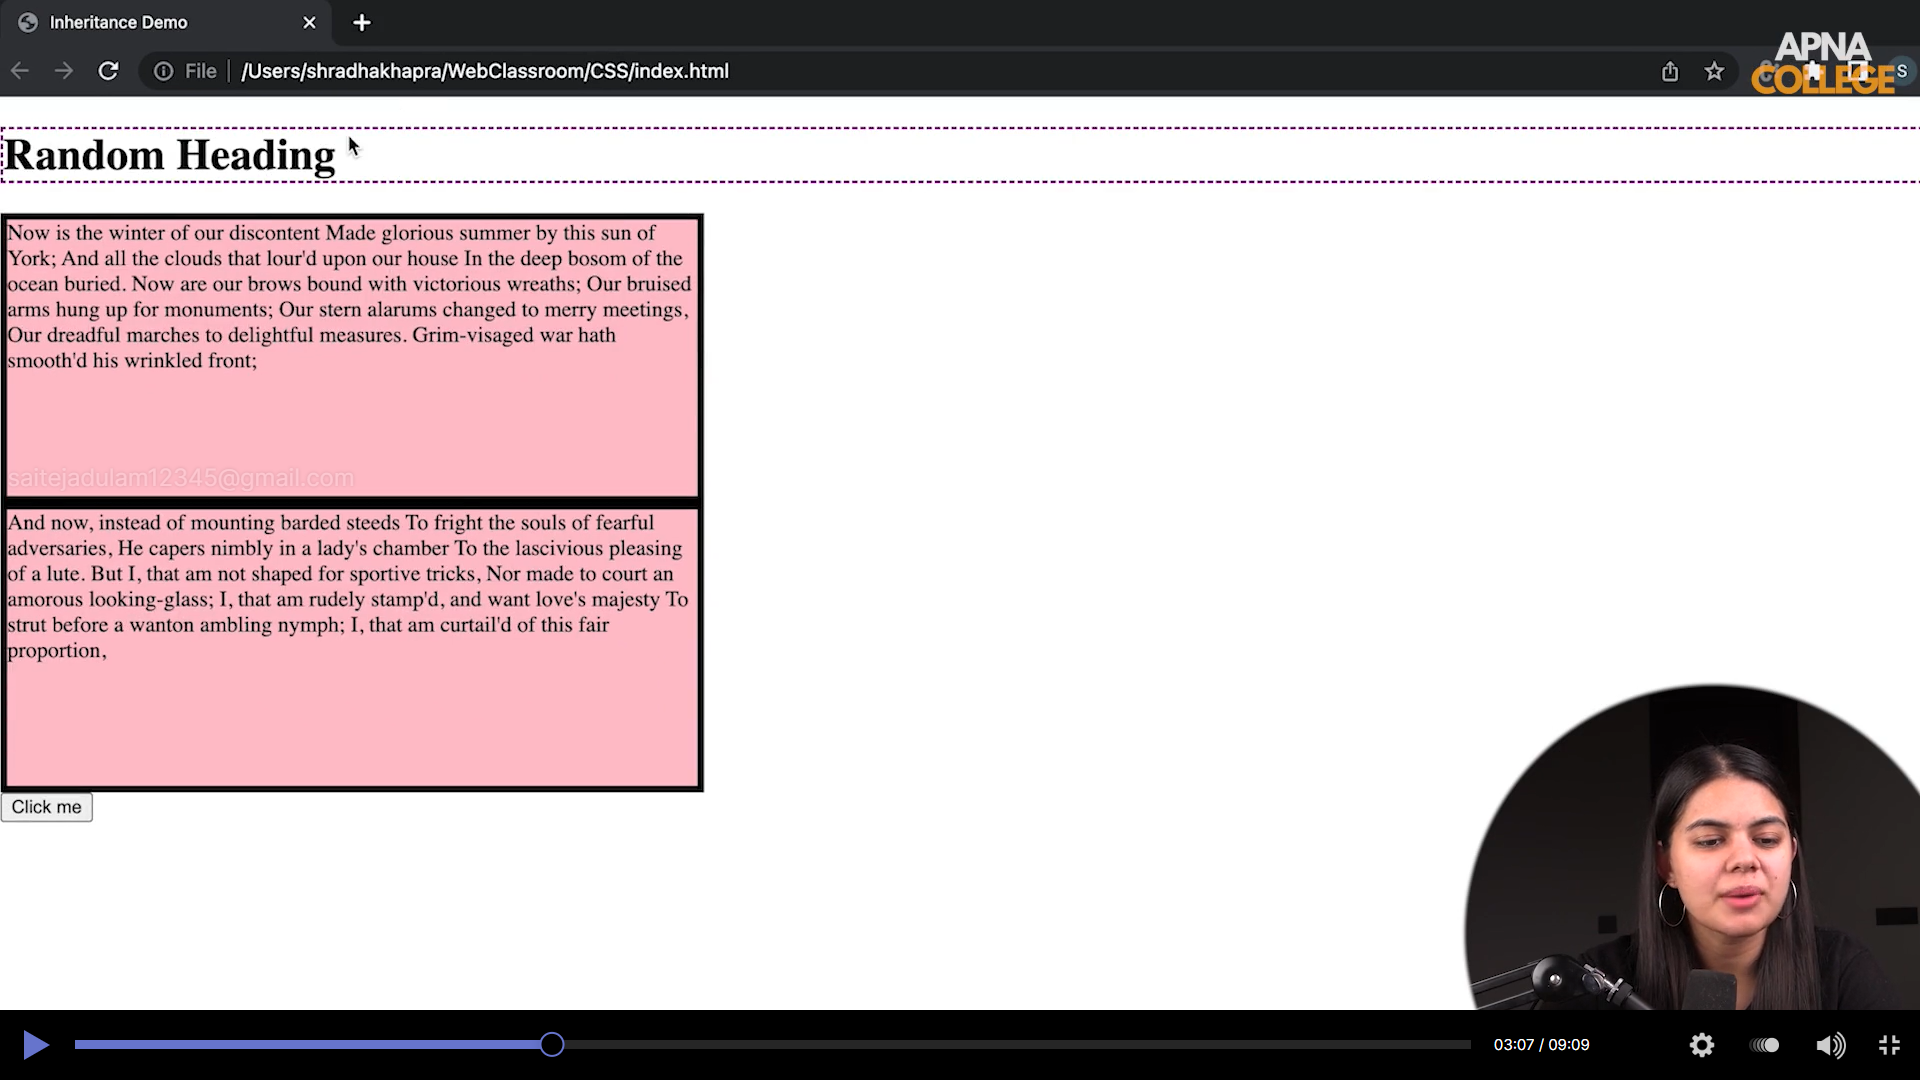 Inheritance Demo
APNA
COLLEGE
File
/Users/shradhakhapra/WebClassroom/CSS/index.html
S
Random Heading
Now is the winter of our discontent Made glorious summer by this sun of
York; And all the clouds that lour'd upon our house In the deep bosom of the
ocean buried. Now are our brows bound with victorious wreaths; Our bruised
arms hung up for monuments; Our stern alarums changed to merry meetings,
Our dreadful marches to delightful measures. Grim-visaged war hath
smooth'd his wrinkled front;
saitejadulam12345@gmail.com
And now, instead of mounting barded steeds To fright the souls of fearful
adversaries, He capers nimbly in a lady's chamber To the lascivious pleasing
of a lute. But I, that am not shaped for sportive tricks, Nor made to court an
amorous looking-glass; I, that am rudely stamp'd, and want love's majesty To
strut before a wanton ambling nymph; I, that am curtail'd of this fair
proportion,
Click me
03:07 / 09:09